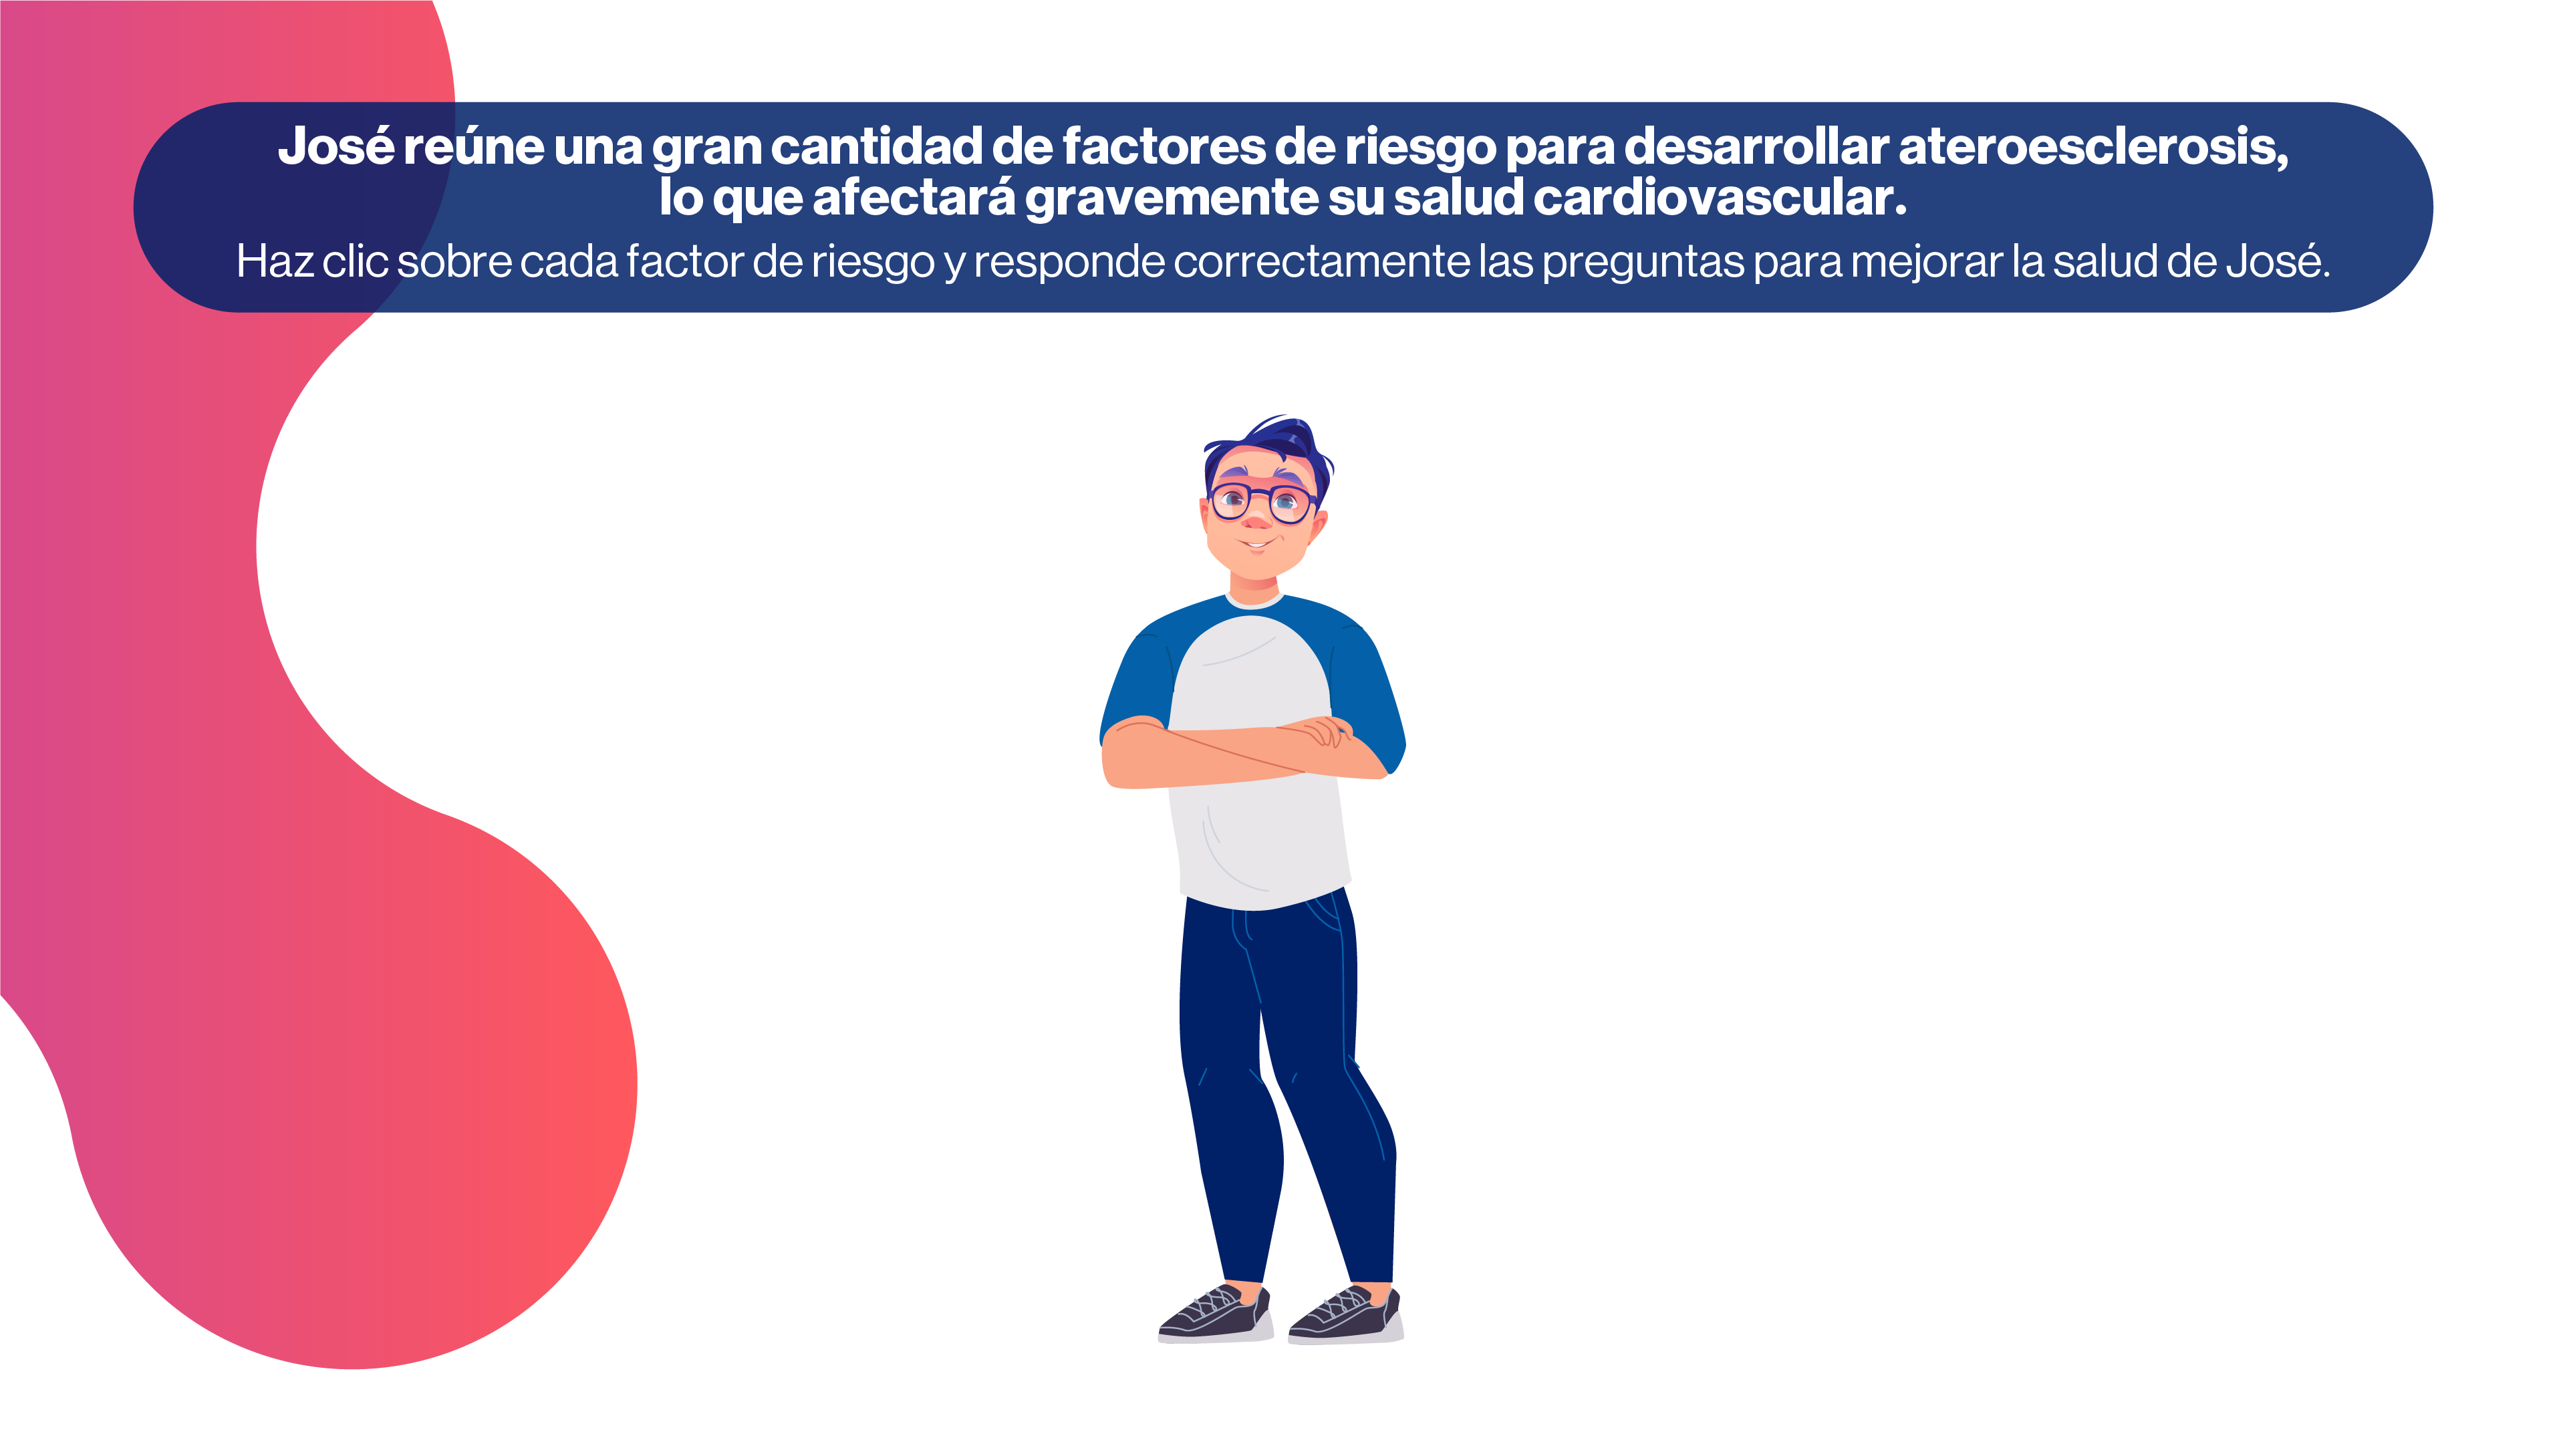 José reúne una gran cantidad de factores de riesgo para desarrollar ateroesclerosis,
lo que afectará gravemente su salud cardiovascular.
Haz clic sobre cada factor de riesgo y responde correctamente las preguntas para mejorar la salud de José.